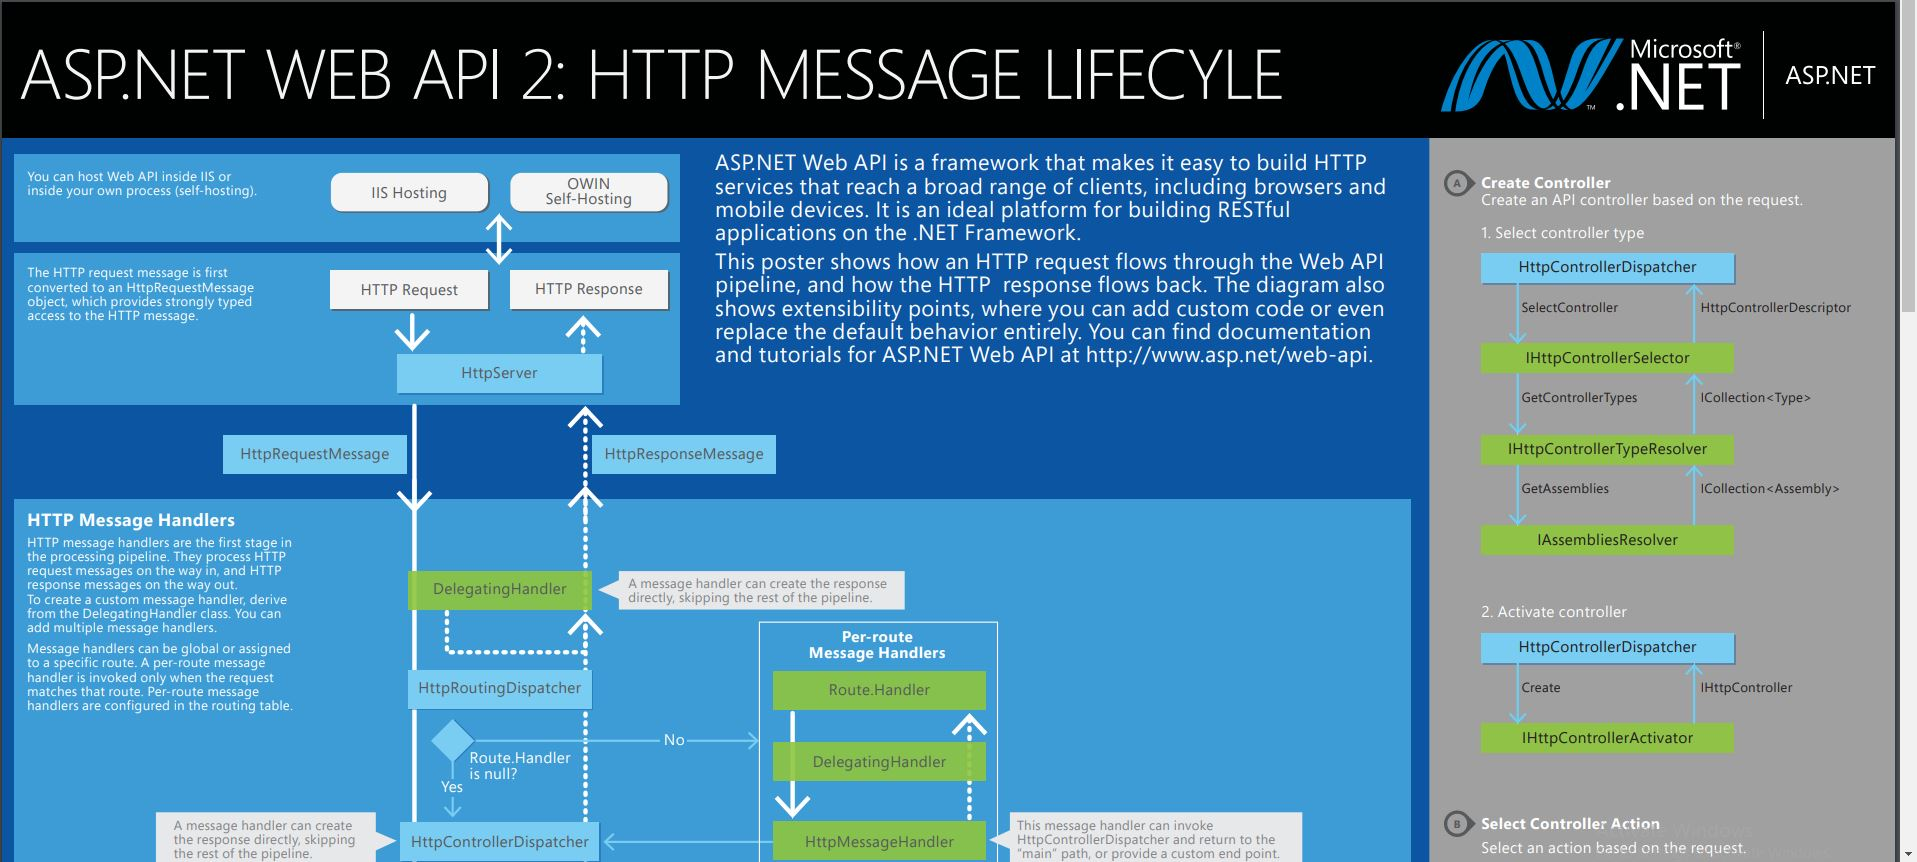 ASP.NET WEB API 2: HTTP MESSAGE LIFECYLE
Microsoft®
.NET
™
ASP.NET
You can host Web API inside IIS or
inside your own process (self-hosting).
IIS Hosting
OWIN
Self-Hosting
The HTTP request message is first
converted to an HttpRequestMessage
object, which provides strongly typed
access to the HTTP message.
HTTP Request
HTTP Response
HttpServer
ASP.NET Web API is a framework that makes it easy to build HTTP
services that reach a broad range of clients, including browsers and
mobile devices. It is an ideal platform for building RESTful
applications on the .NET Framework.
This poster shows how an HTTP request flows through the Web API
pipeline, and how the HTTP response flows back. The diagram also
shows extensibility points, where you can add custom code or even
replace the default behavior entirely. You can find documentation
and tutorials for ASP.NET Web API at http://www.asp.net/web-api.
HttpRequestMessage
HttpResponseMessage
HTTP Message Handlers
HTTP message handlers are the first stage in
the processing pipeline. They process HTTP
request messages on the way in, and HTTP
response messages on the way out.
To create a custom message handler, derive
from the DelegatingHandler class. You can
add multiple message handlers.
Message handlers can be global or assigned
to a specific route. A per-route message
handler is invoked only when the request
matches that route. Per-route message
handlers are configured in the routing table.
DelegatingHandler
A message handler can create the response
directly, skipping the rest of the pipeline.
HttpRoutingDispatcher
Route.Handler
is null?
No
Yes
Per-route
Message Handlers
Route.Handler
DelegatingHandler
HttpMessageHandler
A message handler can create
the response directly, skipping
the rest of the pipeline.
HttpControllerDispatcher
This message handler can invoke
HttpControllerDispatcher and return to the
“main” path, or provide a custom end point.
A
Create Controller
Create an API controller based on the request.
1. Select controller type
HttpControllerDispatcher
SelectController
HttpControllerDescriptor
IHttpControllerSelector
GetControllerTypes
ICollection<Type>
IHttpControllerTypeResolver
GetAssemblies
ICollection<Assembly>
IAssembliesResolver
2. Activate controller
HttpControllerDispatcher
Create
IHttpController
IHttpControllerActivator
B
Select Controller Action
Select an action based on the request.
Activate Windows